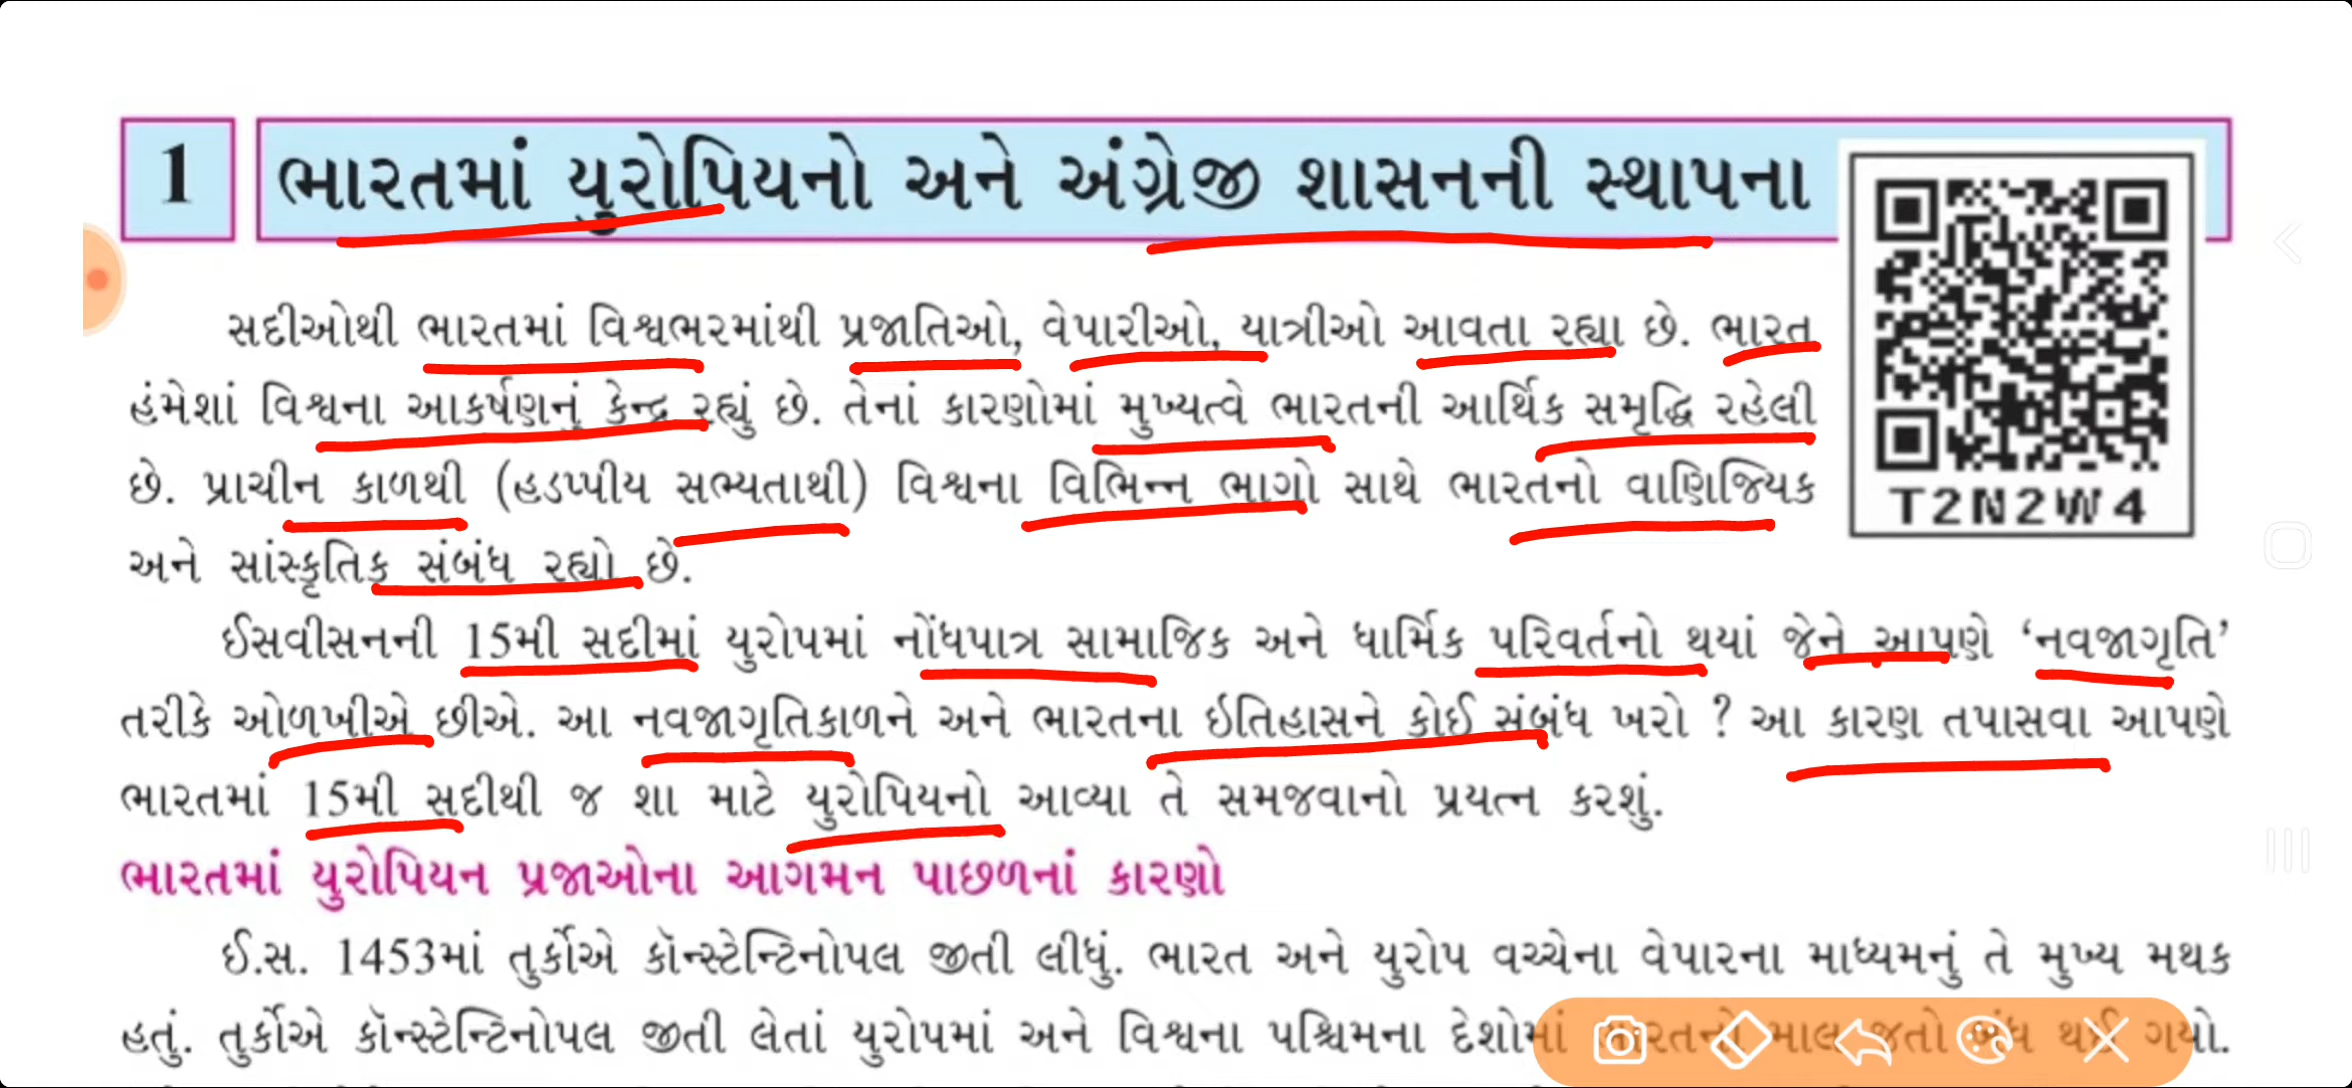 1
ભારતમાં યુરોપિયનો અને અંગ્રેજી શાસનની સ્થાપના
સદીઓથી ભારતમાં વિશ્વભરમાંથી પ્રજાતિઓ, વેપારીઓ, યાત્રીઓ આવતા રહ્યા છે. ભારત
હંમેશાં વિશ્વના આકર્ષણનું કેન્દ્ર રહ્યું છે. તેનાં કારણોમાં મુખ્યત્વે ભારતની આર્થિક સમૃદ્ધિ રહેલી
છે. પ્રાચીન કાળથી (હડપ્પીય સભ્યતાથી) વિશ્વના વિભિન્ન ભાગો સાથે ભારતનો વાણિજ્યિક
અને સાંસ્કૃતિક સંબંધ રહ્યો છે.
T2N2W4
ઈસવીસનની 15મી સદીમાં યુરોપમાં નોંધપાત્ર સામાજિક અને ધાર્મિક પરિવર્તનો થયાં જેને આપણે ‘નવજાગૃતિ’
તરીકે ઓળખીએ છીએ. આ નવજાગૃતિકાળને અને ભારતના ઇતિહાસને કોઈ સંબંધ ખરો ? આ કારણ તપાસવા આપણે
ભારતમાં 15મી સદીથી જ શા માટે યુરોપિયનો આવ્યા તે સમજવાનો પ્રયત્ન કરશું.
ભારતમાં યુરોપિયન પ્રજાઓના આગમન પાછળનાં કારણો
ઈ.સ. 1453માં તુર્કોએ કૉન્સ્ટેન્ટિનોપલ જીતી લીધું. ભારત અને યુરોપ વચ્ચેના વેપારના માધ્યમનું તે મુખ્ય મથક
હતું. તુર્કોએ કૉન્સ્ટેન્ટિનોપલ જીતી લેતાં યુરોપમાં અને વિશ્વના પશ્ચિમના દેશોમાં ભારતનો માલ જતો બંધ થઈ ગયો.